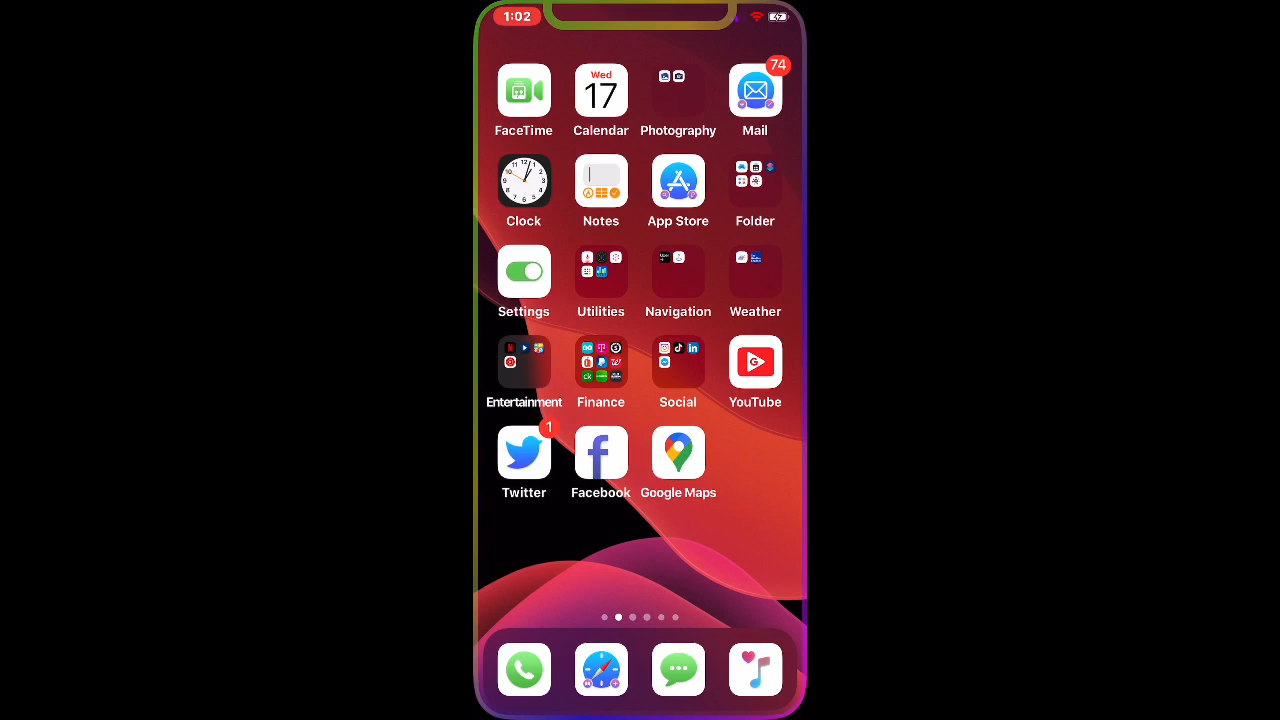 1:02
Wed
17
74
FaceTime
Calendar
Photography
Mail
Clock
Notes
App Store
Folder
Settings
Utilities
Navigation
Weather
Entertainment
Finance
Social
YouTube
1
Twitter
Facebook
Google Maps